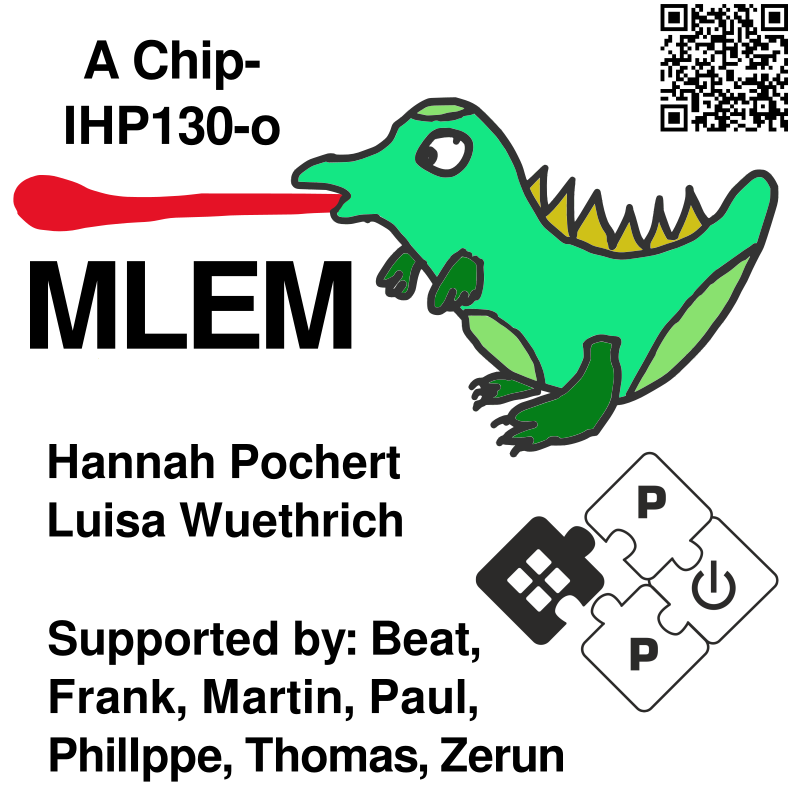 A Chip-
IHP130-o
MLEM
Hannah Pochert
Luisa Wuethrich
P
P
Supported by: Beat,
Frank, Martin, Paul,
Phillppe, Thomas, Zerun